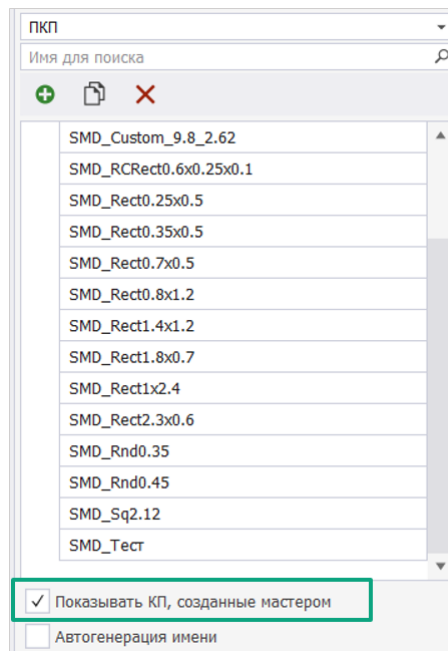 ПКП
Имя для поиска
SMD_Custom_9.8_2.62
SMD_RCRect0.6x0.25x0.1
SMD_Rect0.25x0.5
SMD_Rect0.35x0.5
SMD_Rect0.7x0.5
SMD_Rect0.8x1.2
SMD_Rect1.4x1.2
SMD_Rect1.8x0.7
SMD_Rect1x2.4
SMD_Rect2.3x0.6
SMD_Rnd0.35
SMD_Rnd0.45
SMD_Sq2.12
SMD_Тест
Показывать КП, созданные мастером
Автогенерация имени